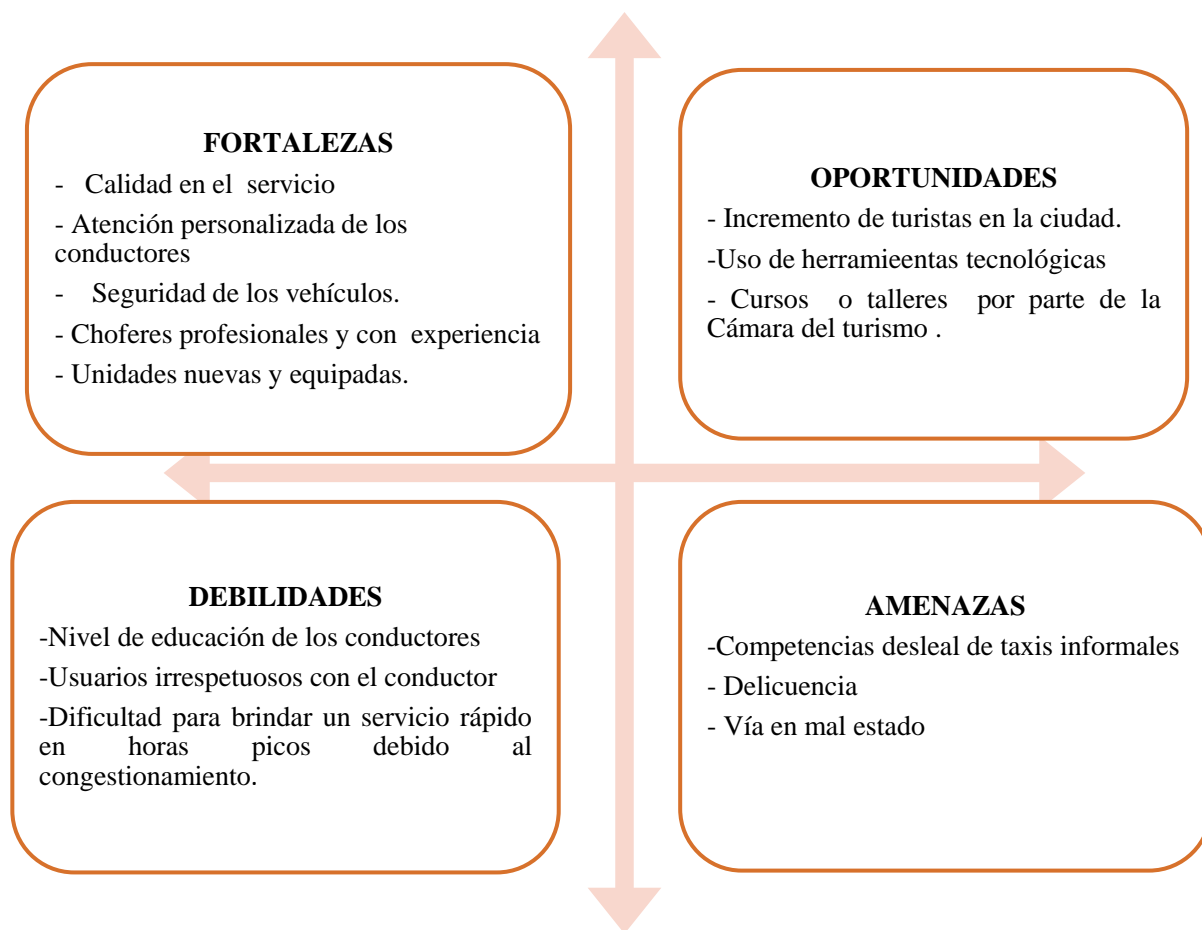 FORTALEZAS
- Calidad en el servicio
- Atención personalizada de los
conductores
- Seguridad de los vehículos.
- Choferes profesionales y con experiencia
- Unidades nuevas y equipadas.
OPORTUNIDADES
- Incremento de turistas en la ciudad.
-Uso de herramieentas tecnológicas
- Cursos o talleres por parte de la
Cámara del turismo .
DEBILIDADES
-Nivel de educación de los conductores
-Usuarios irrespetuosos con el conductor
-Dificultad para brindar un servicio rápido
en horas picos debido al
congestionamiento.
AMENAZAS
-Competencias desleal de taxis informales
- Delicuencia
- Vía en mal estado